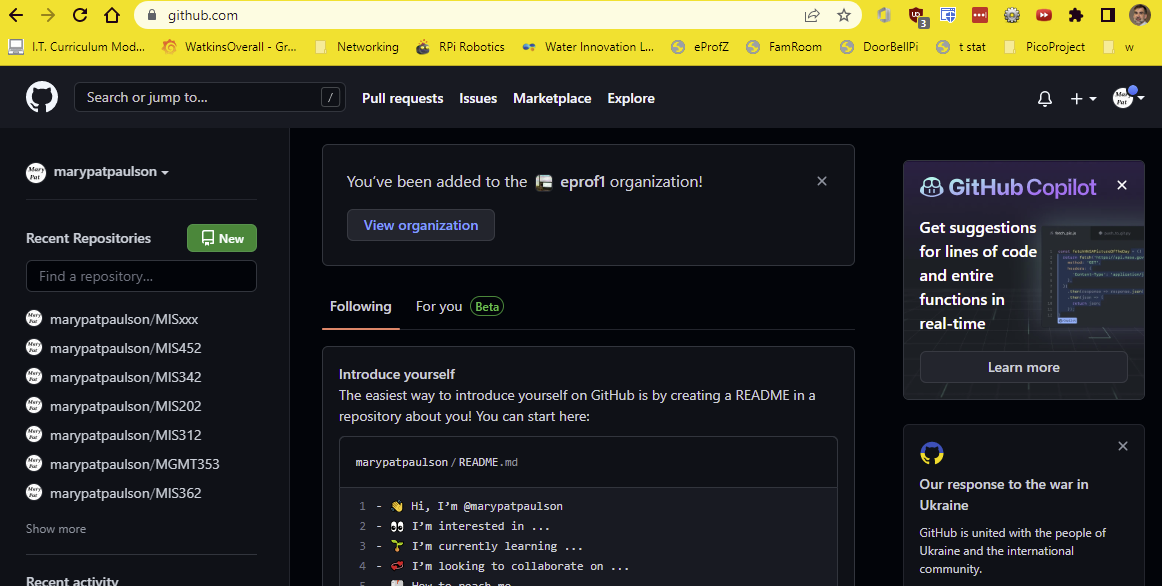 github.com
3
I.T. Curriculum Mod...
WatkinsOverall - Gr...
Networking
RPi Robotics
Water Innovation L...
eProfZ
FamRoom
DoorBellPi
t stat
PicoProject
w
Search or jump to...
/
Pull requests
Issues
Marketplace
Explore
marypatpaulson
Recent Repositories
New
Find a repository...
marypatpaulson/MISxxx
marypatpaulson/MIS452
marypatpaulson/MIS342
marypatpaulson/MIS202
marypatpaulson/MIS312
marypatpaulson/MGMT353
marypatpaulson/MIS362
Show more
Recent activity
You’ve been added to the eprof1 organization!
View organization
Following
For you
Beta
Introduce yourself
The easiest way to introduce yourself on GitHub is by creating a README in a
repository about you! You can start here:
marypatpaulson / README.md
1 - 👋 Hi, I’m @marypatpaulson
2 - 👀 I’m interested in ...
3 - 🌱 I’m currently learning ...
4 - 💞️ I’m looking to collaborate on ...
5 - 📫 How to reach me
GitHub Copilot
Get suggestions
for lines of code
and entire
functions in
real-time
Learn more
Our response to the war in
Ukraine
GitHub is united with the people of
Ukraine and the international
community.